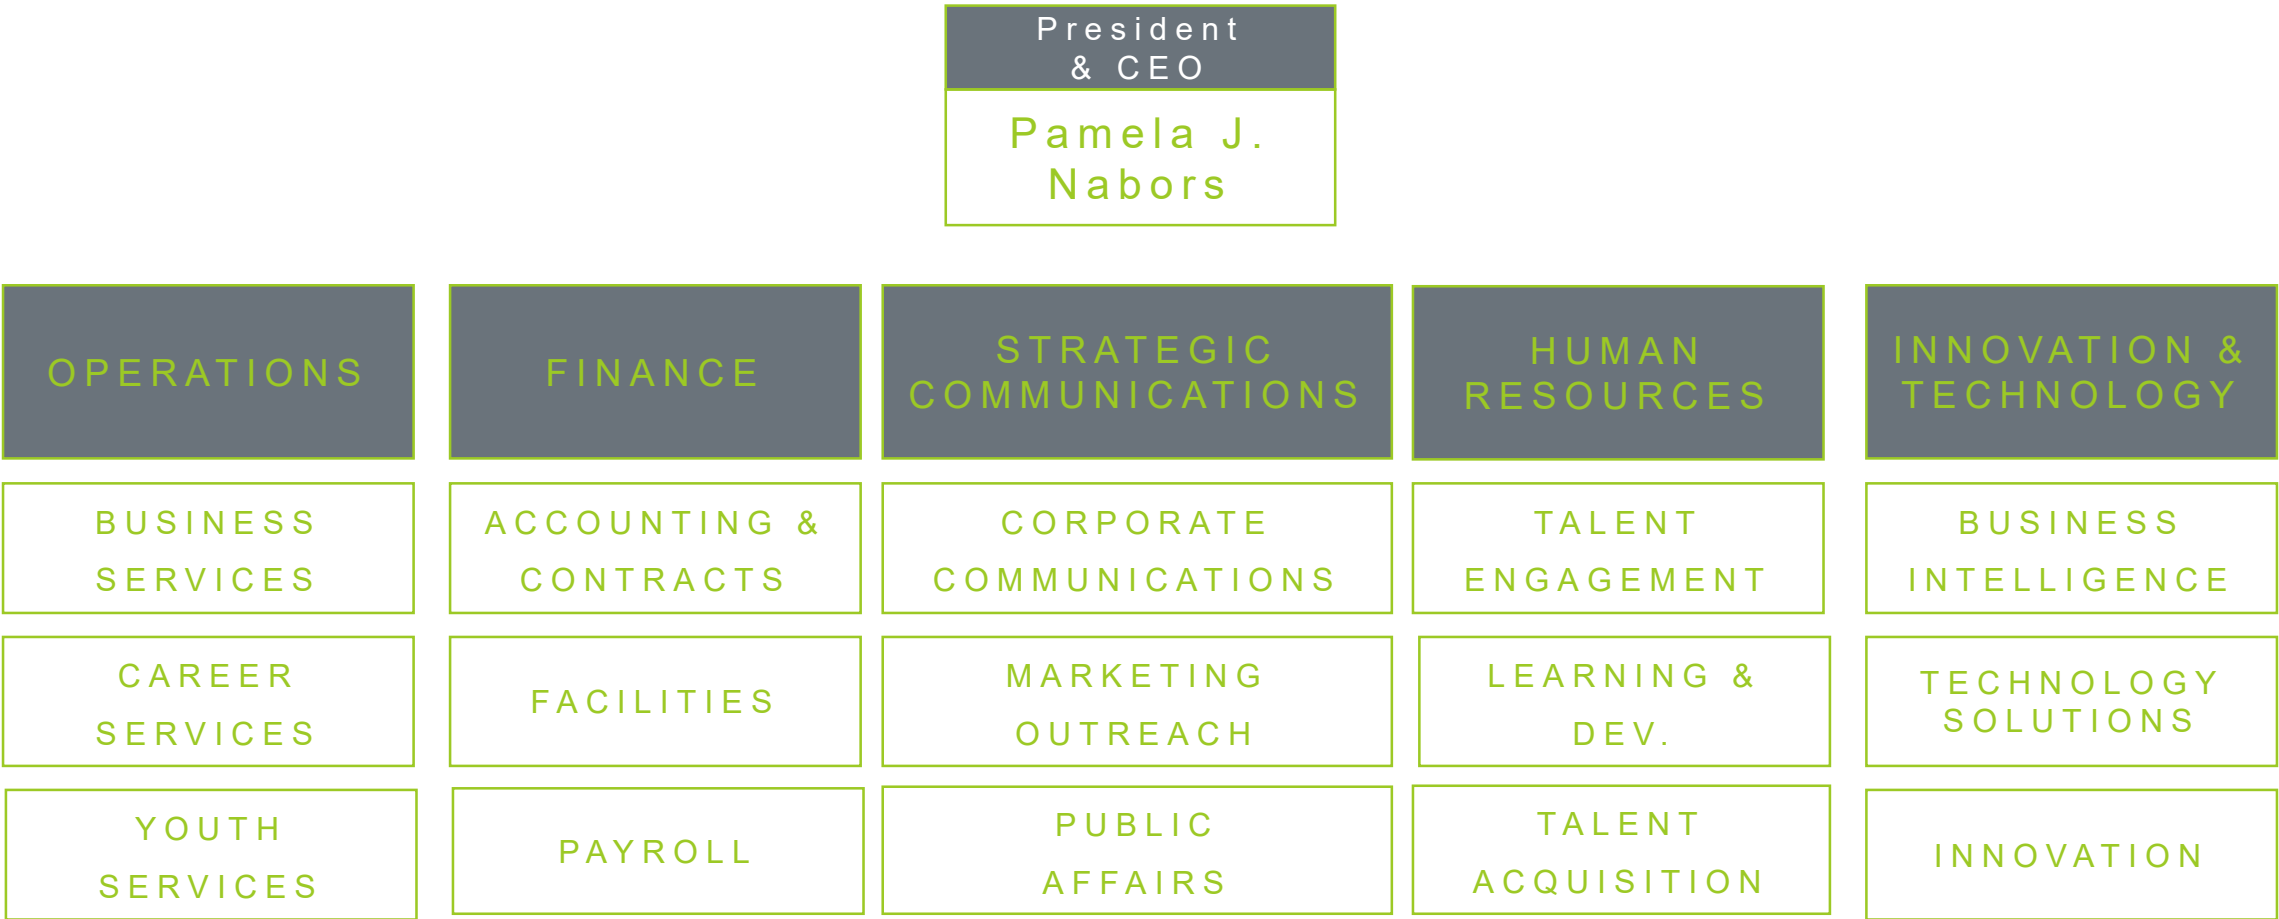 President
& CEO
Pamela J.
Nabors
OPERATIONS
FINANCE
STRATEGIC
COMMUNICATIONS
HUMAN
RESOURCES
INNOVATION &
TECHNOLOGY
BUSINESS
SERVICES
ACCOUNTING &
CONTRACTS
CORPORATE
COMMUNICATIONS
TALENT
ENGAGEMENT
BUSINESS
INTELLIGENCE
CAREER
SERVICES
FACILITIES
MARKETING
OUTREACH
LEARNING &
DEV.
TECHNOLOGY
SOLUTIONS
YOUTH
SERVICES
PAYROLL
PUBLIC
AFFAIRS
TALENT
ACQUISITION
INNOVATION